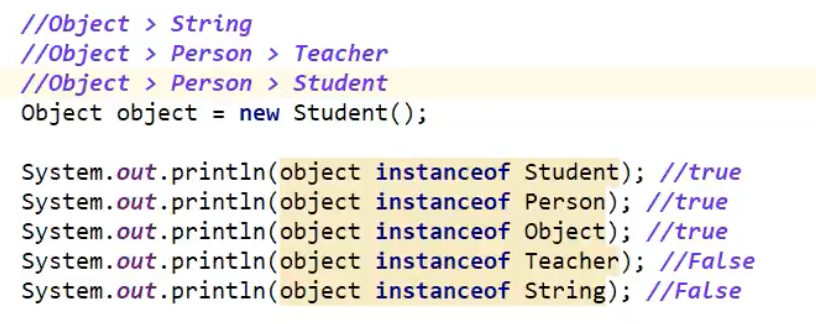 //Object > String
//Object > Person > Teacher
//Object > Person > Student
Object object = new Student();
System.out.println(object instanceof Student); //true
System.out.println(object instanceof Person); //true
System.out.println(object instanceof Object); //true
System.out.println(object instanceof Teacher); //False
System.out.println(object instanceof String); //False